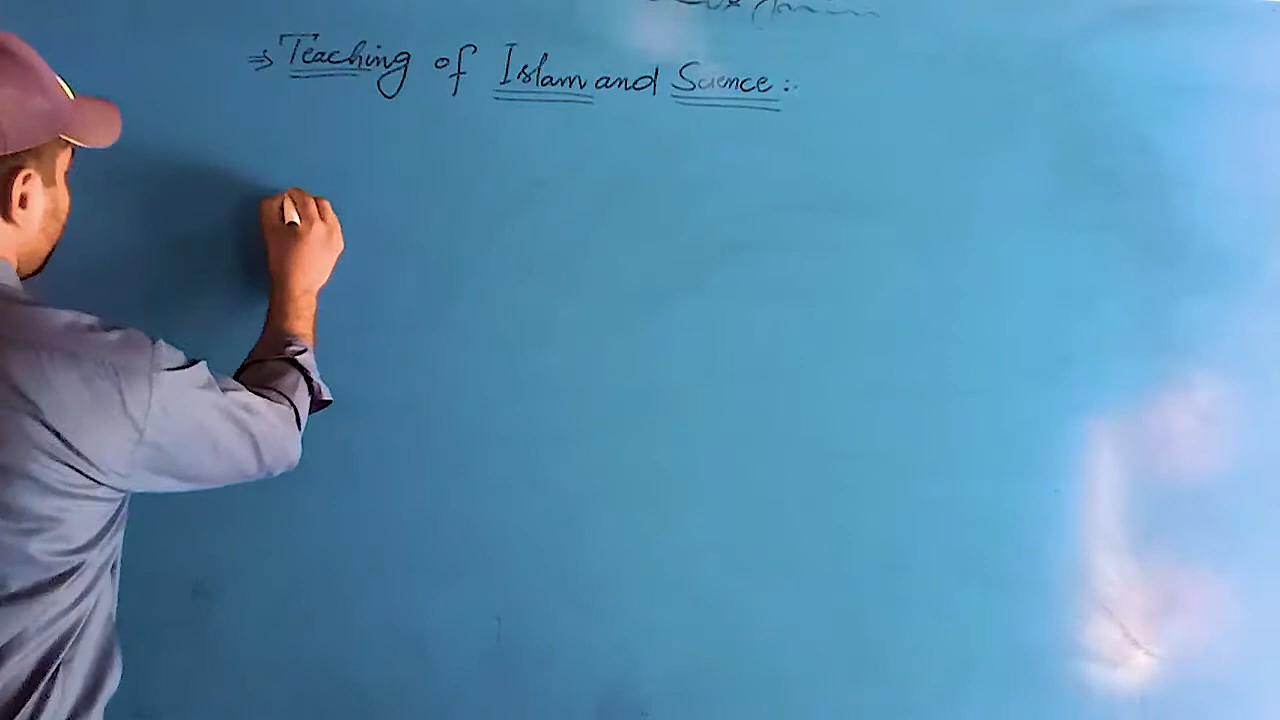 ⇒ Teaching of Islam and Science :-